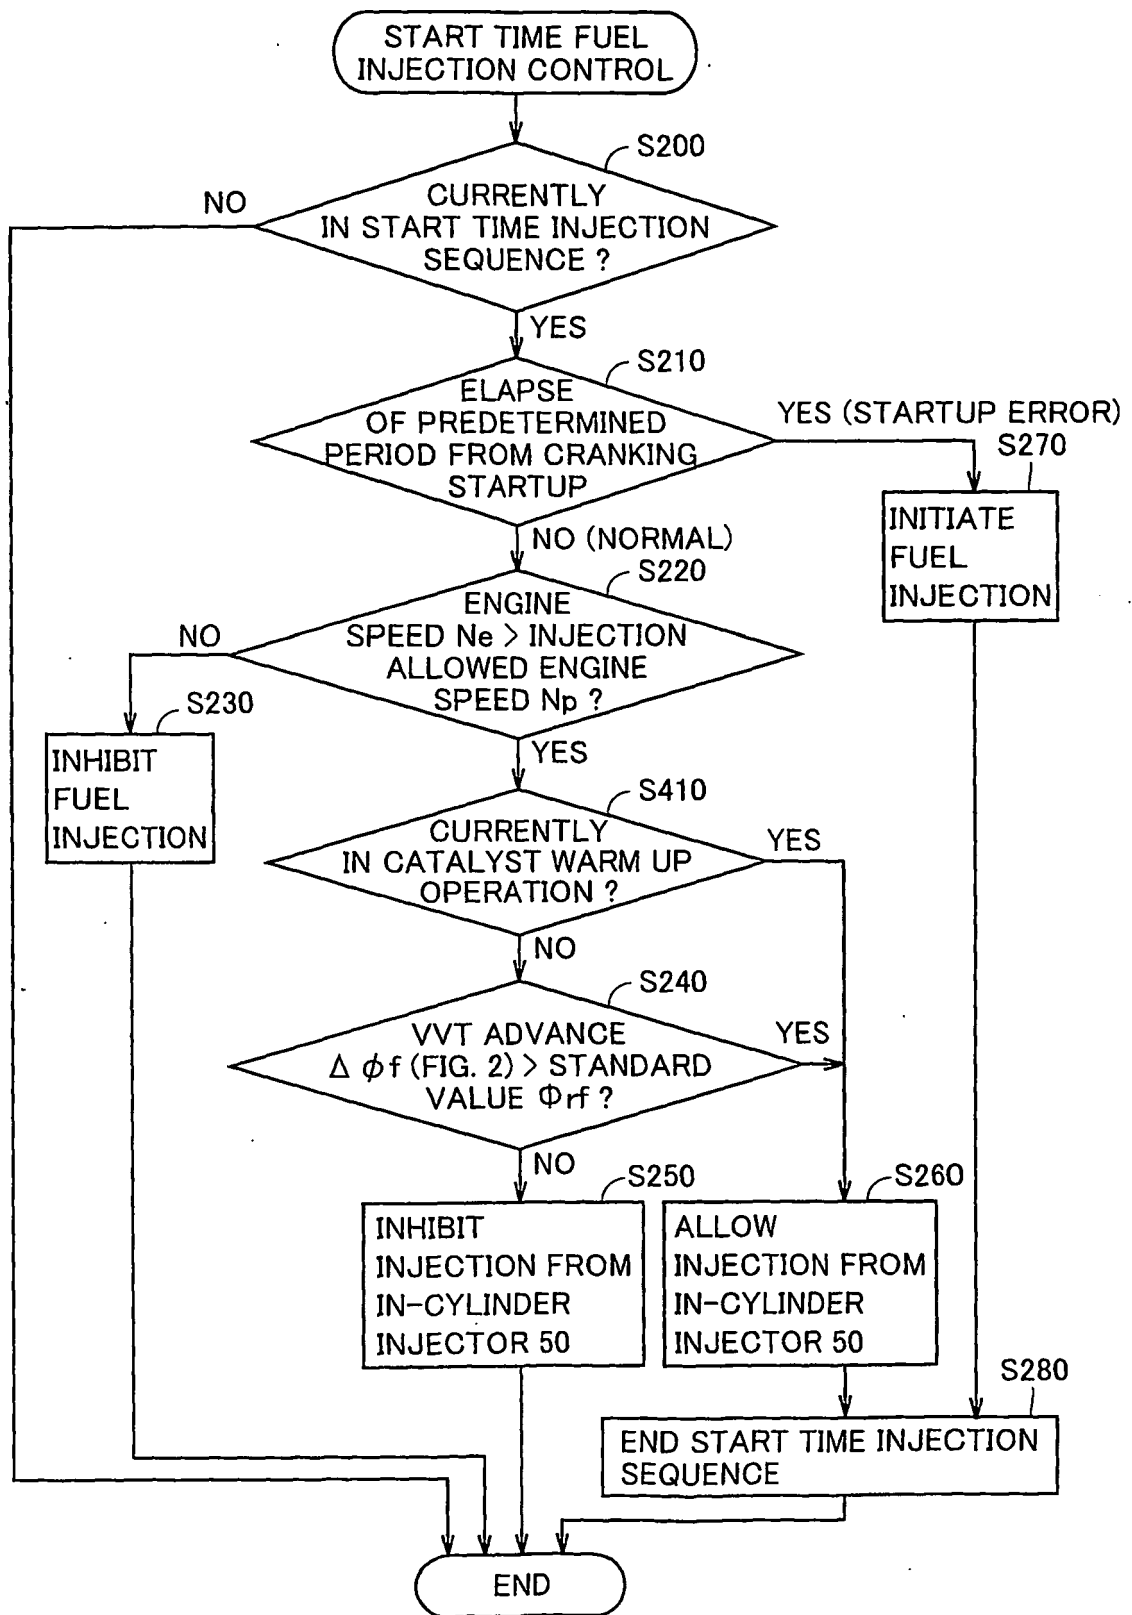 START TIME FUEL
INJECTION CONTROL
S200
NO
CURRENTLY
IN START TIME INJECTION
SEQUENCE ?
YES
S210
ELAPSE
OF PREDETERMINED
PERIOD FROM CRANKING
STARTUP
YES (STARTUP ERROR)
S270
INITIATE
FUEL
INJECTION
NO (NORMAL)
S220
ENGINE
SPEED Ne > INJECTION
ALLOWED ENGINE
SPEED Np ?
NO
S230
INHIBIT
FUEL
INJECTION
YES
S410
CURRENTLY
IN CATALYST WARM UP
OPERATION ?
YES
NO
S240
VVT ADVANCE
Δ φf (FIG. 2) > STANDARD
VALUE Φrf ?
YES
NO
S250
INHIBIT
INJECTION FROM
IN-CYLINDER
INJECTOR 50
S260
ALLOW
INJECTION FROM
IN-CYLINDER
INJECTOR 50
S280
END START TIME INJECTION
SEQUENCE
END